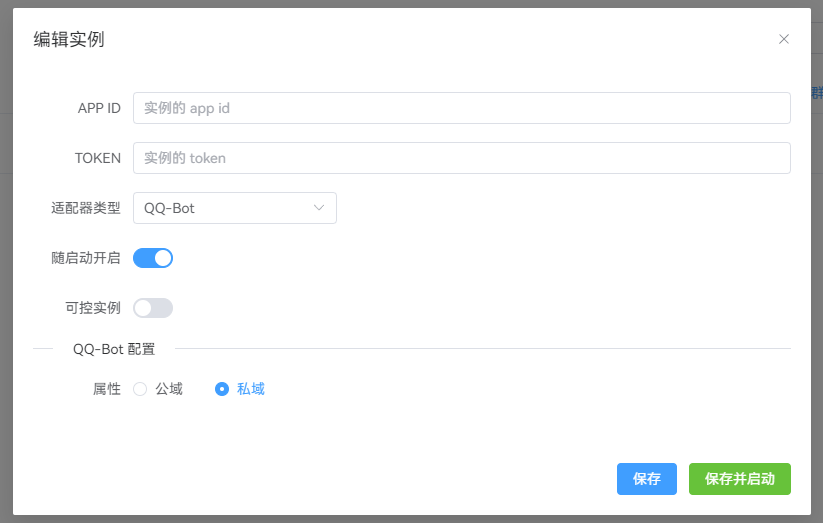 编辑实例
群
APP ID 实例的 app id
TOKEN 实例的 token
适配器类型 QQ-Bot
随启动开启
可控实例
QQ-Bot 配置
属性 公域 私域
保存 保存并启动